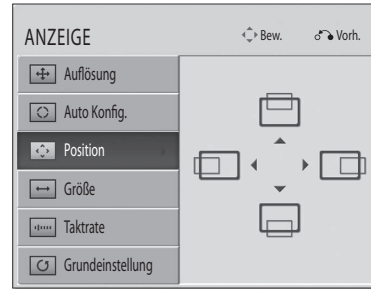 ANZEIGE Bew. Vorh.
Auflösung
Auto Konfig.
Position
Größe
Taktrate
Grundeinstellung